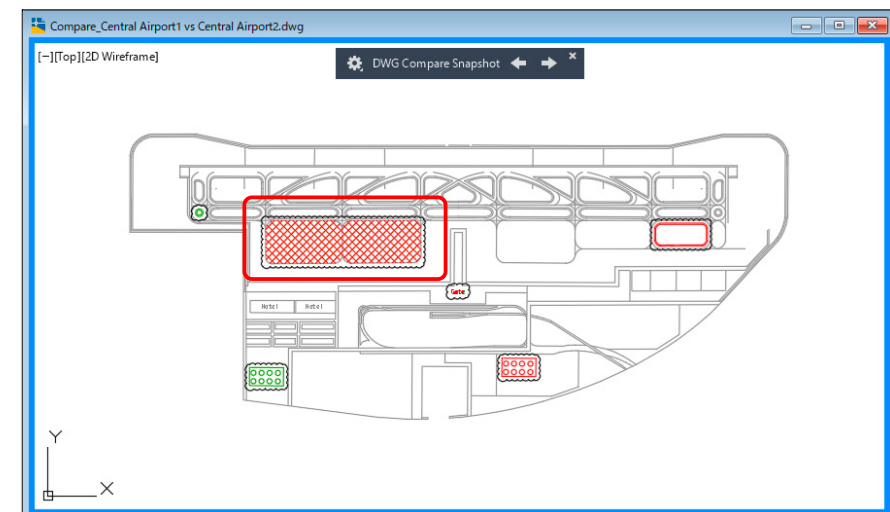 Compare_Central Airport1 vs Central Airport2.dwg
[−][Top][2D Wireframe]
DWG Compare Snapshot
Gate
Hotel Hotel
Y
X